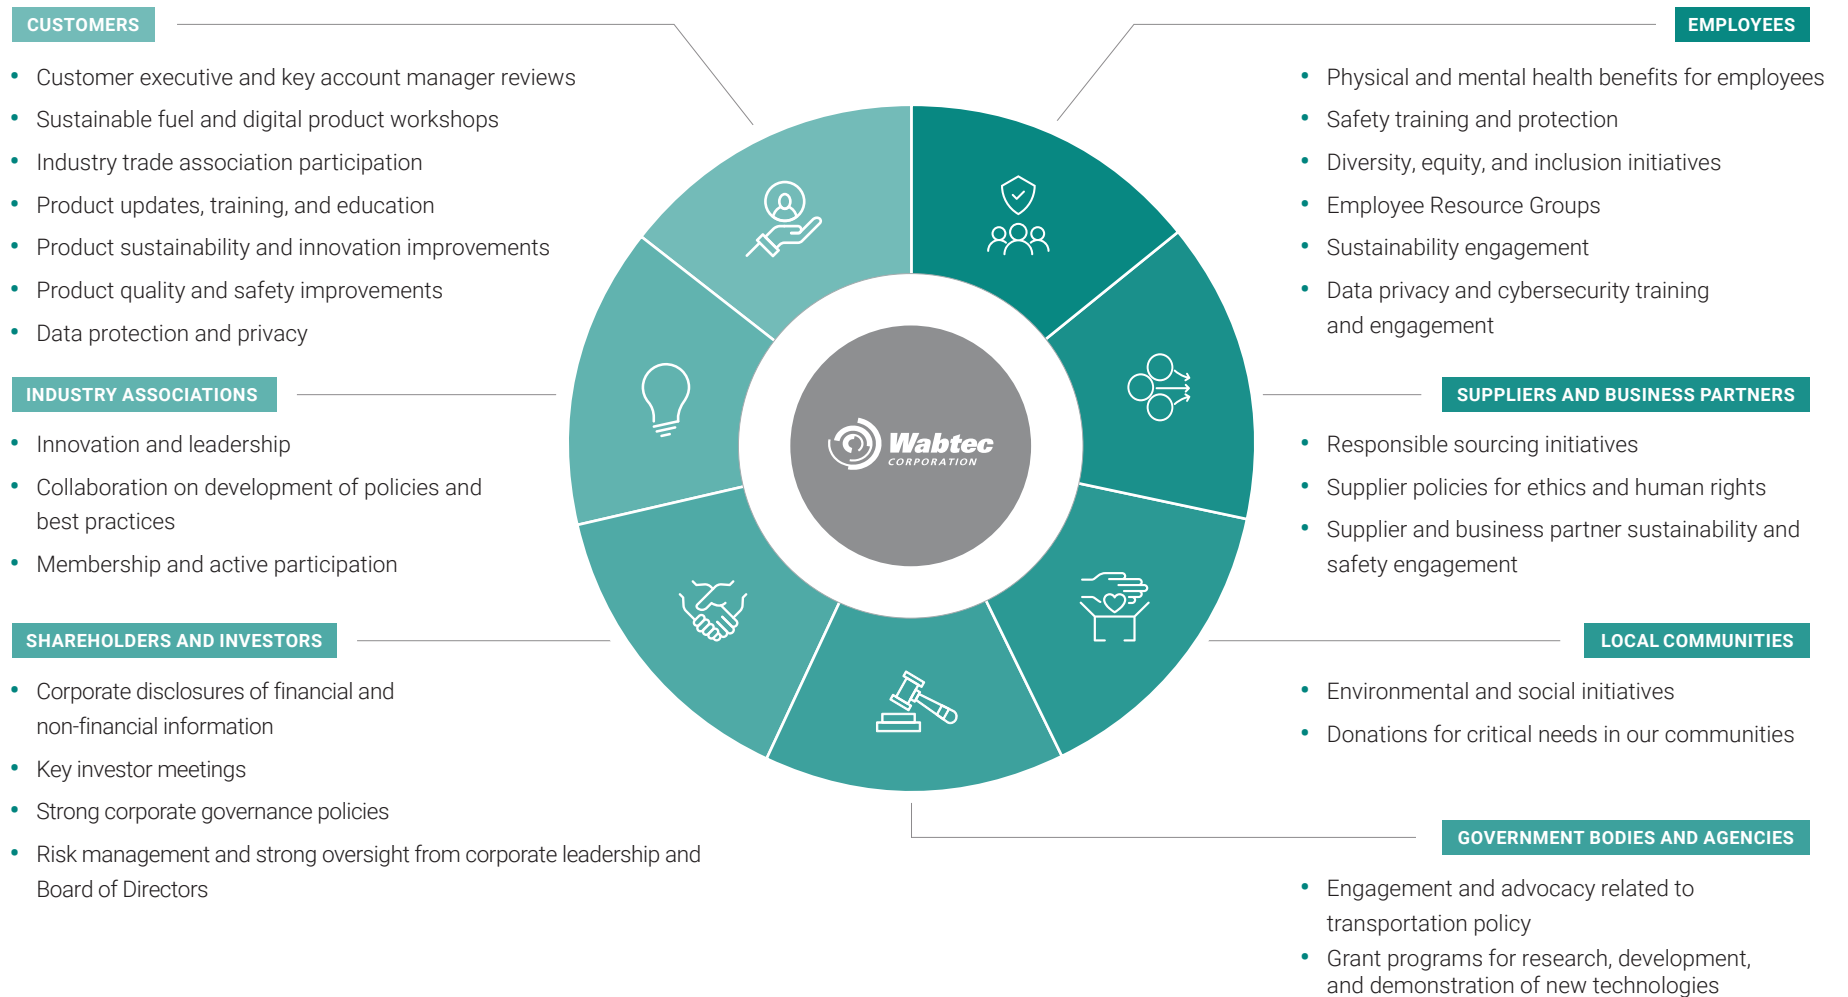 CUSTOMERS
Customer executive and key account manager reviews
Sustainable fuel and digital product workshops
Industry trade association participation
Product updates, training, and education
Product sustainability and innovation improvements
Product quality and safety improvements
Data protection and privacy
INDUSTRY ASSOCIATIONS
Innovation and leadership
Collaboration on development of policies and
best practices
Membership and active participation
SHAREHOLDERS AND INVESTORS
Corporate disclosures of financial and
non-financial information
Key investor meetings
Strong corporate governance policies
Risk management and strong oversight from corporate leadership and
Board of Directors
Wabtec
CORPORATION
EMPLOYEES
Physical and mental health benefits for employees
Safety training and protection
Diversity, equity, and inclusion initiatives
Employee Resource Groups
Sustainability engagement
Data privacy and cybersecurity training
and engagement
SUPPLIERS AND BUSINESS PARTNERS
Responsible sourcing initiatives
Supplier policies for ethics and human rights
Supplier and business partner sustainability and
safety engagement
LOCAL COMMUNITIES
Environmental and social initiatives
Donations for critical needs in our communities
GOVERNMENT BODIES AND AGENCIES
Engagement and advocacy related to
transportation policy
Grant programs for research, development,
and demonstration of new technologies